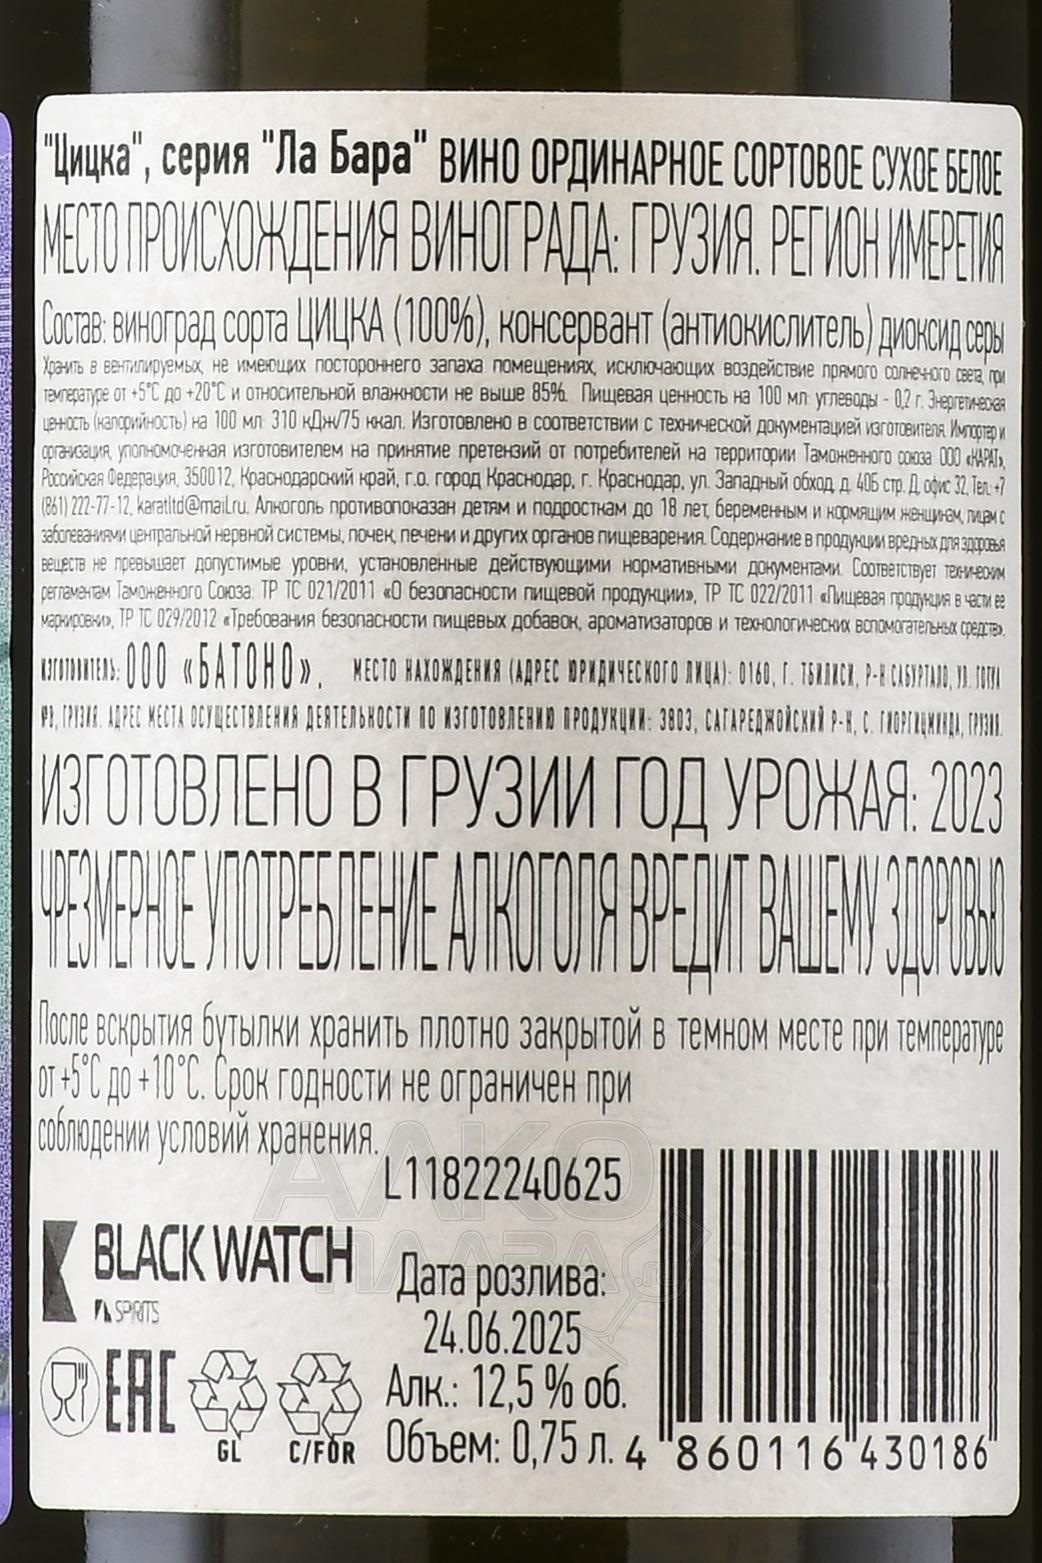 "Цицка", серия "Ла Бара" ВИНО ОРДИНАРНОЕ СОРТОВОЕ СУХОЕ БЕЛОЕ
МЕСТО ПРОИСХОЖДЕНИЯ ВИНОГРАДА: ГРУЗИЯ. РЕГИОН ИМЕРЕТИЯ
Состав: виноград сорта ЦИЦКА (100%), консервант (антиокислитель) диоксид серы
Хранить в вентилируемых, не имеющих постороннего запаха помещениях, исключающих воздействие прямого солнечного света, при
температуре от +5°С до +20°С и относительной влажности не выше 85%. Пищевая ценность на 100 мл: углеводы - 0,2 г. Энергетическая
ценность (калорийность) на 100 мл: 310 кДж/75 ккал. Изготовлено в соответствии с технической документацией изготовителя. Импортер и
организация, уполномоченная изготовителем на принятие претензий от потребителей на территории Таможенного союза: ООО «КАРАТ»,
Российская Федерация, 350012, Краснодарский край, г.о. город Краснодар, г. Краснодар, ул. Западный обход, д. 40Б стр. Д, офис 32, Тел.: +7
(861) 222-77-12, karatltd@mail.ru. Алкоголь противопоказан детям и подросткам до 18 лет, беременным и кормящим женщинам, лицам с
заболеваниями центральной нервной системы, почек, печени и других органов пищеварения. Содержание в продукции вредных для здоровья
веществ не превышает допустимые уровни, установленные действующими нормативными документами. Соответствует техническим
регламентам Таможенного Союза: ТР ТС 021/2011 «О безопасности пищевой продукции», ТР ТС 022/2011 «Пищевая продукция в части ее
маркировки», ТР ТС 029/2012 «Требования безопасности пищевых добавок, ароматизаторов и технологических вспомогательных средств».
ИЗГОТОВИТЕЛЬ: ООО «БАТОНО». МЕСТО НАХОЖДЕНИЯ (АДРЕС ЮРИДИЧЕСКОГО ЛИЦА): 0160, Г. ТБИЛИСИ, Р-Н САБУРТАЛО, УЛ. ГОТУА
№8, ГРУЗИЯ. АДРЕС МЕСТА ОСУЩЕСТВЛЕНИЯ ДЕЯТЕЛЬНОСТИ ПО ИЗГОТОВЛЕНИЮ ПРОДУКЦИИ: 3803, САГАРЕДЖОЙСКИЙ Р-Н, С. ГИОРГИЦМИНДА, ГРУЗИЯ.
ИЗГОТОВЛЕНО В ГРУЗИИ ГОД УРОЖАЯ: 2023
ЧРЕЗМЕРНОЕ УПОТРЕБЛЕНИЕ АЛКОГОЛЯ ВРЕДИТ ВАШЕМУ ЗДОРОВЬЮ
После вскрытия бутылки хранить плотно закрытой в темном месте при температуре
от +5°С до +10°С. Срок годности не ограничен при
соблюдении условий хранения.
L11822240625
BLACK WATCH
SPIRITS
Дата розлива:
24.06.2025
Алк.: 12,5 % об.
Объем: 0,75 л.
EAC
GL
C/FOR
4 860116 430186
АЛКО
ПЛАЗА.ru